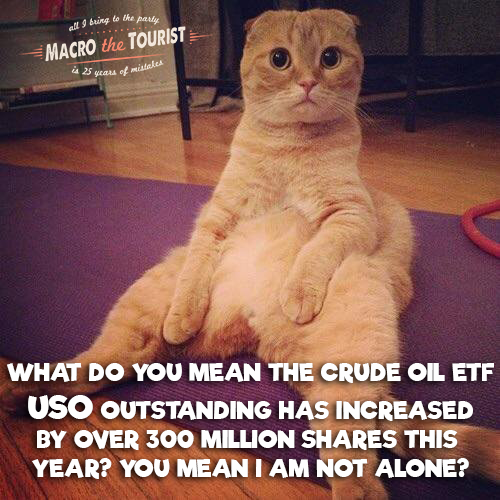 all I bring to the party
MACRO the TOURIST
is 25 years of mistakes
WHAT DO YOU MEAN THE CRUDE OIL ETF
USO OUTSTANDING HAS INCREASED
BY OVER 300 MILLION SHARES THIS
YEAR? YOU MEAN I AM NOT ALONE?